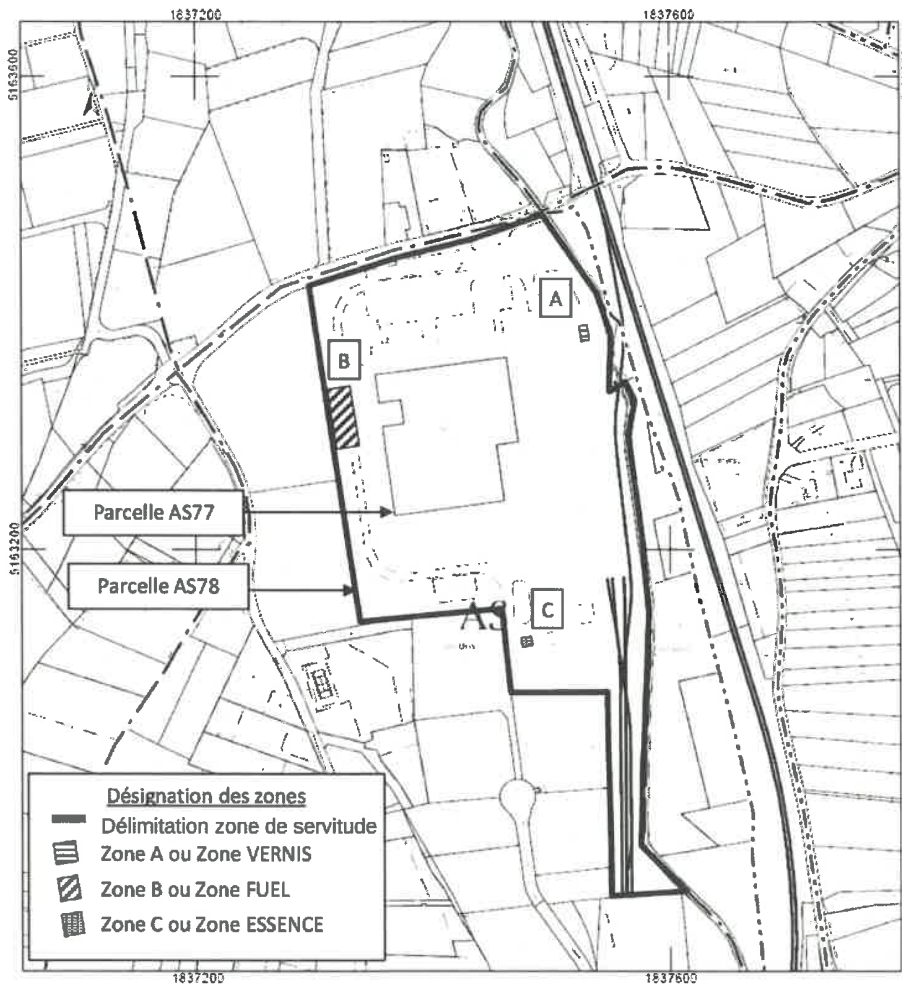 1837200
1837600
5163600
A
B
Parcelle AS77
5163200
Parcelle AS78
C
Désignation des zones
Délimitation zone de servitude
Zone A ou Zone VERNIS
Zone B ou Zone FUEL
Zone C ou Zone ESSENCE
1837200
1837600